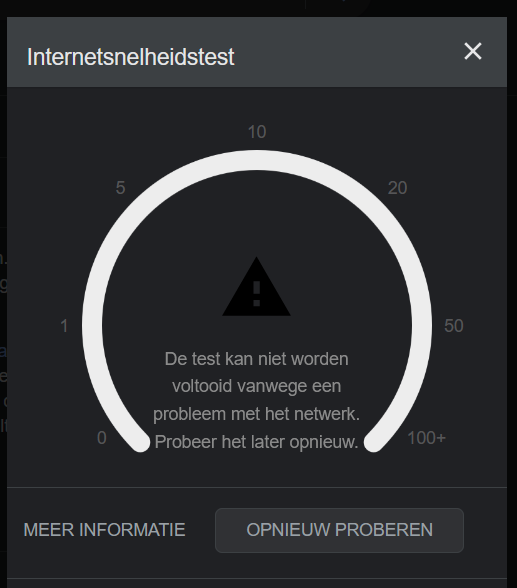 Internetsnelheidstest
10
5
20
1
50
De test kan niet worden
voltooid vanwege een
probleem met het netwerk.
Probeer het later opnieuw.
0
100+
MEER INFORMATIE
OPNIEUW PROBEREN